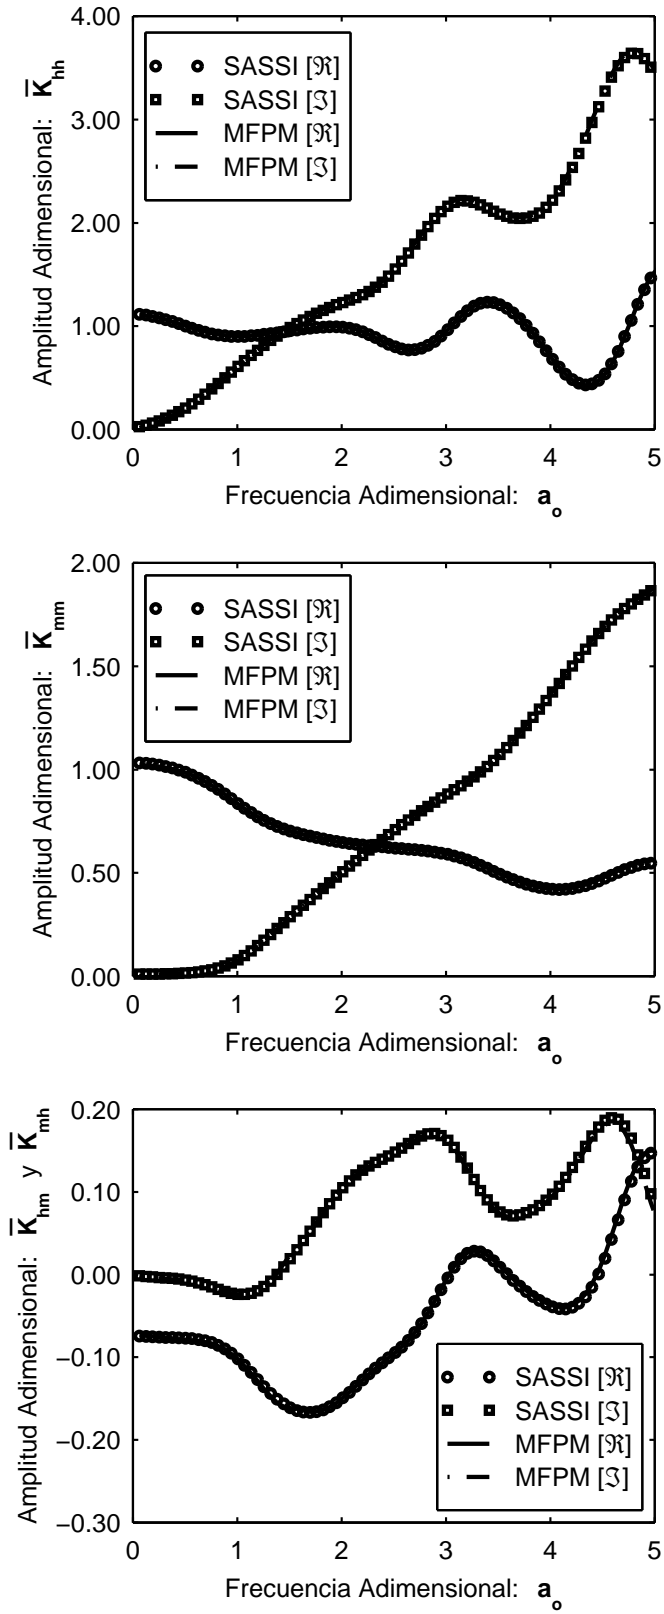 Amplitud Adimensional: K̅hh
4.00
3.00
2.00
1.00
0.00
SASSI [ℜ]
SASSI [ℑ]
MFPM [ℜ]
MFPM [ℑ]
0 1 2 3 4 5
Frecuencia Adimensional: ao
Amplitud Adimensional: K̅mm
2.00
1.50
1.00
0.50
0.00
SASSI [ℜ]
SASSI [ℑ]
MFPM [ℜ]
MFPM [ℑ]
0 1 2 3 4 5
Frecuencia Adimensional: ao
Amplitud Adimensional: K̅hm y K̅mh
0.20
0.10
0.00
−0.10
−0.20
−0.30
SASSI [ℜ]
SASSI [ℑ]
MFPM [ℜ]
MFPM [ℑ]
0 1 2 3 4 5
Frecuencia Adimensional: ao